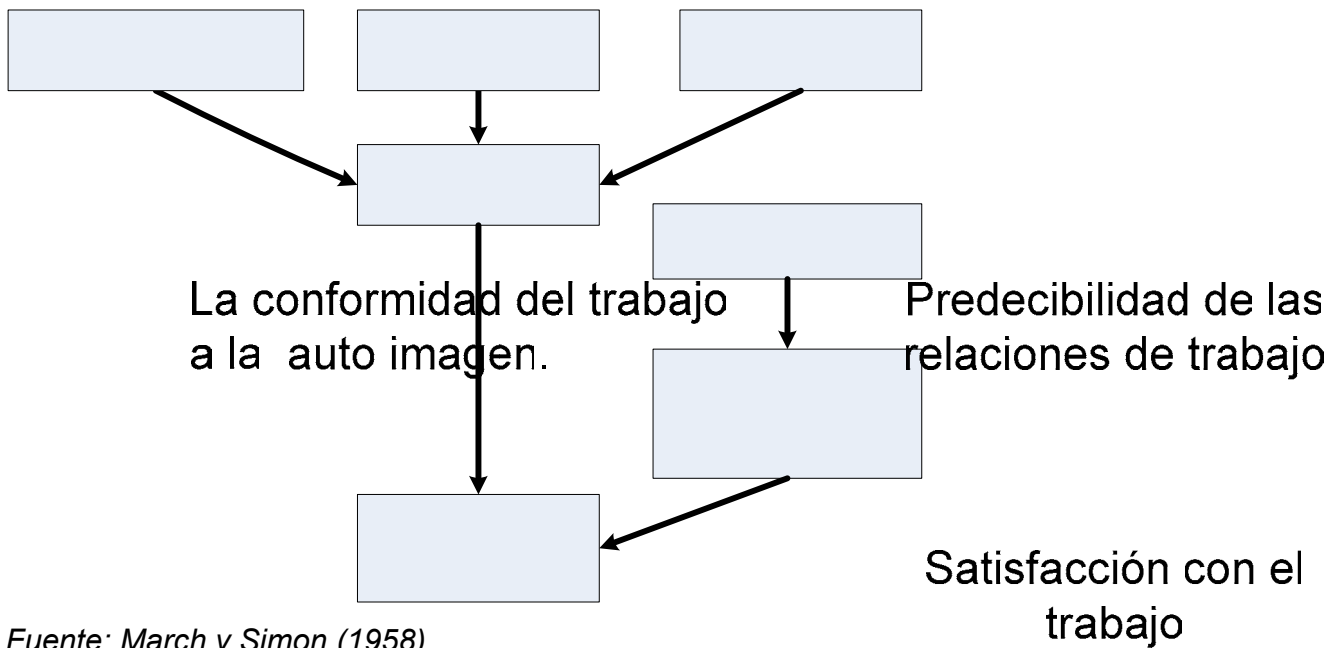 La conformidad del trabajo
a la auto imagen.
Predecibilidad de las
relaciones de trabajo
Satisfacción con el
trabajo
Fuente: March y Simon (1958)